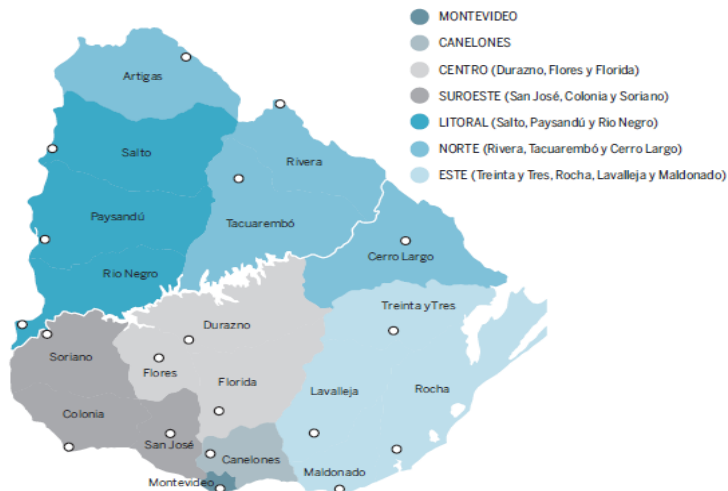 MONTEVIDEO
CANELONES
CENTRO (Durazno, Flores y Florida)
SUROESTE (San José, Colonia y Soriano)
LITORAL (Salto, Paysandú y Rio Negro)
NORTE (Rivera, Tacuarembó y Cerro Largo)
ESTE (Treinta y Tres, Rocha, Lavalleja y Maldonado)
Artigas
Salto
Rivera
Paysandú
Tacuarembó
Cerro Largo
Rio Negro
Treinta y Tres
Durazno
Soriano
Flores
Florida
Lavalleja
Rocha
Colonia
San José
Canelones
Maldonado
Montevideo